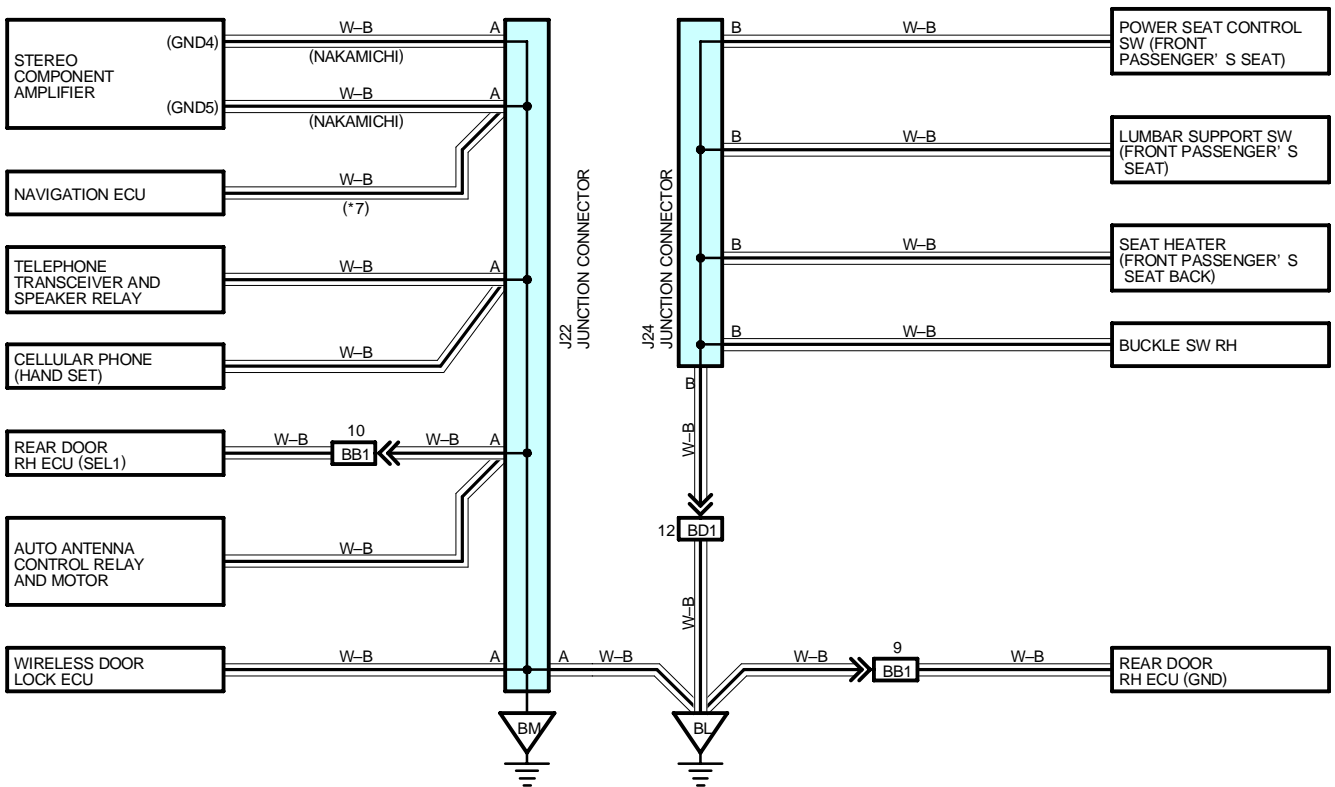 STEREO
COMPONENT
AMPLIFIER
(GND4)
W–B
A
(NAKAMICHI)
(GND5)
W–B
A
(NAKAMICHI)
NAVIGATION ECU
W–B
(*7)
TELEPHONE
TRANSCEIVER AND
SPEAKER RELAY
W–B
A
CELLULAR PHONE
(HAND SET)
W–B
REAR DOOR
RH ECU (SEL1)
W–B
10
BB1
W–B
A
AUTO ANTENNA
CONTROL RELAY
AND MOTOR
W–B
WIRELESS DOOR
LOCK ECU
W–B
A
J22
JUNCTION CONNECTOR
A
W–B
BM
J24
JUNCTION CONNECTOR
B
W–B
POWER SEAT CONTROL
SW (FRONT
PASSENGER' S SEAT)
B
W–B
LUMBAR SUPPORT SW
(FRONT PASSENGER' S
SEAT)
B
W–B
SEAT HEATER
(FRONT PASSENGER' S
SEAT BACK)
B
W–B
BUCKLE SW RH
B
W–B
12
BD1
W–B
BL
W–B
9
BB1
W–B
REAR DOOR
RH ECU (GND)